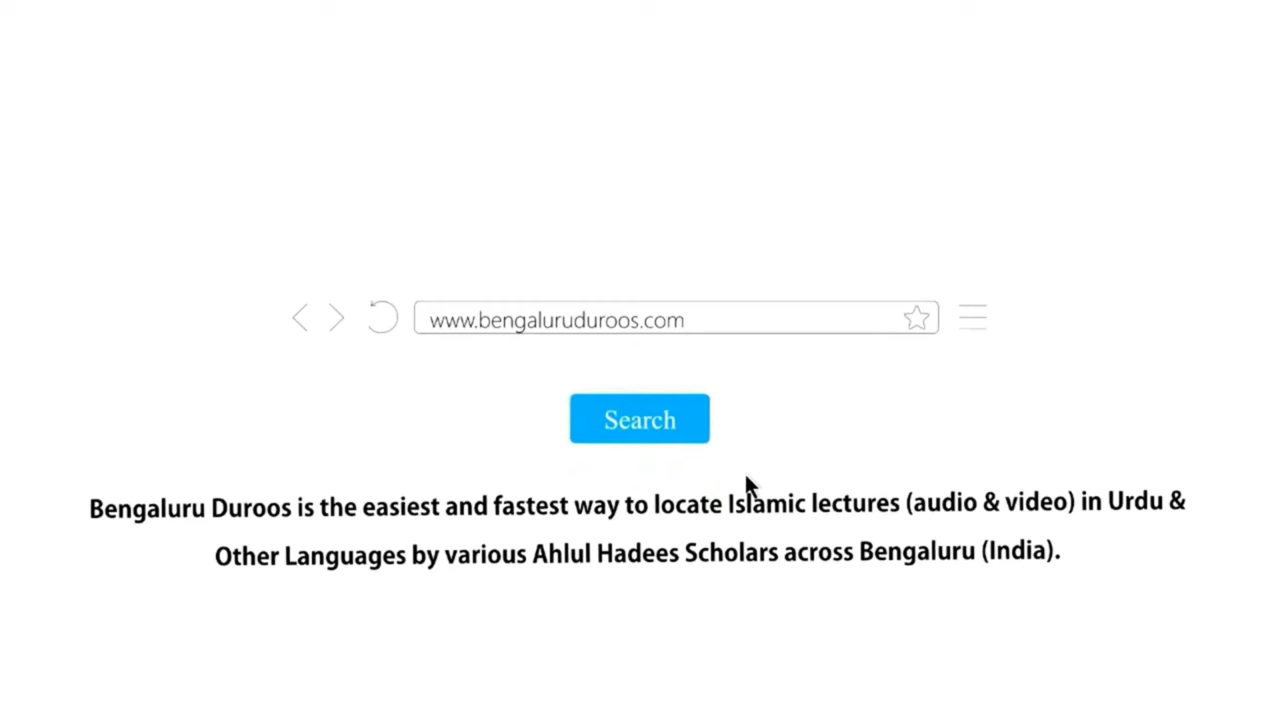 www.bengaluruduroos.com
Search
Bengaluru Duroos is the easiest and fastest way to locate Islamic lectures (audio & video) in Urdu &
Other Languages by various Ahlul Hadees Scholars across Bengaluru (India).